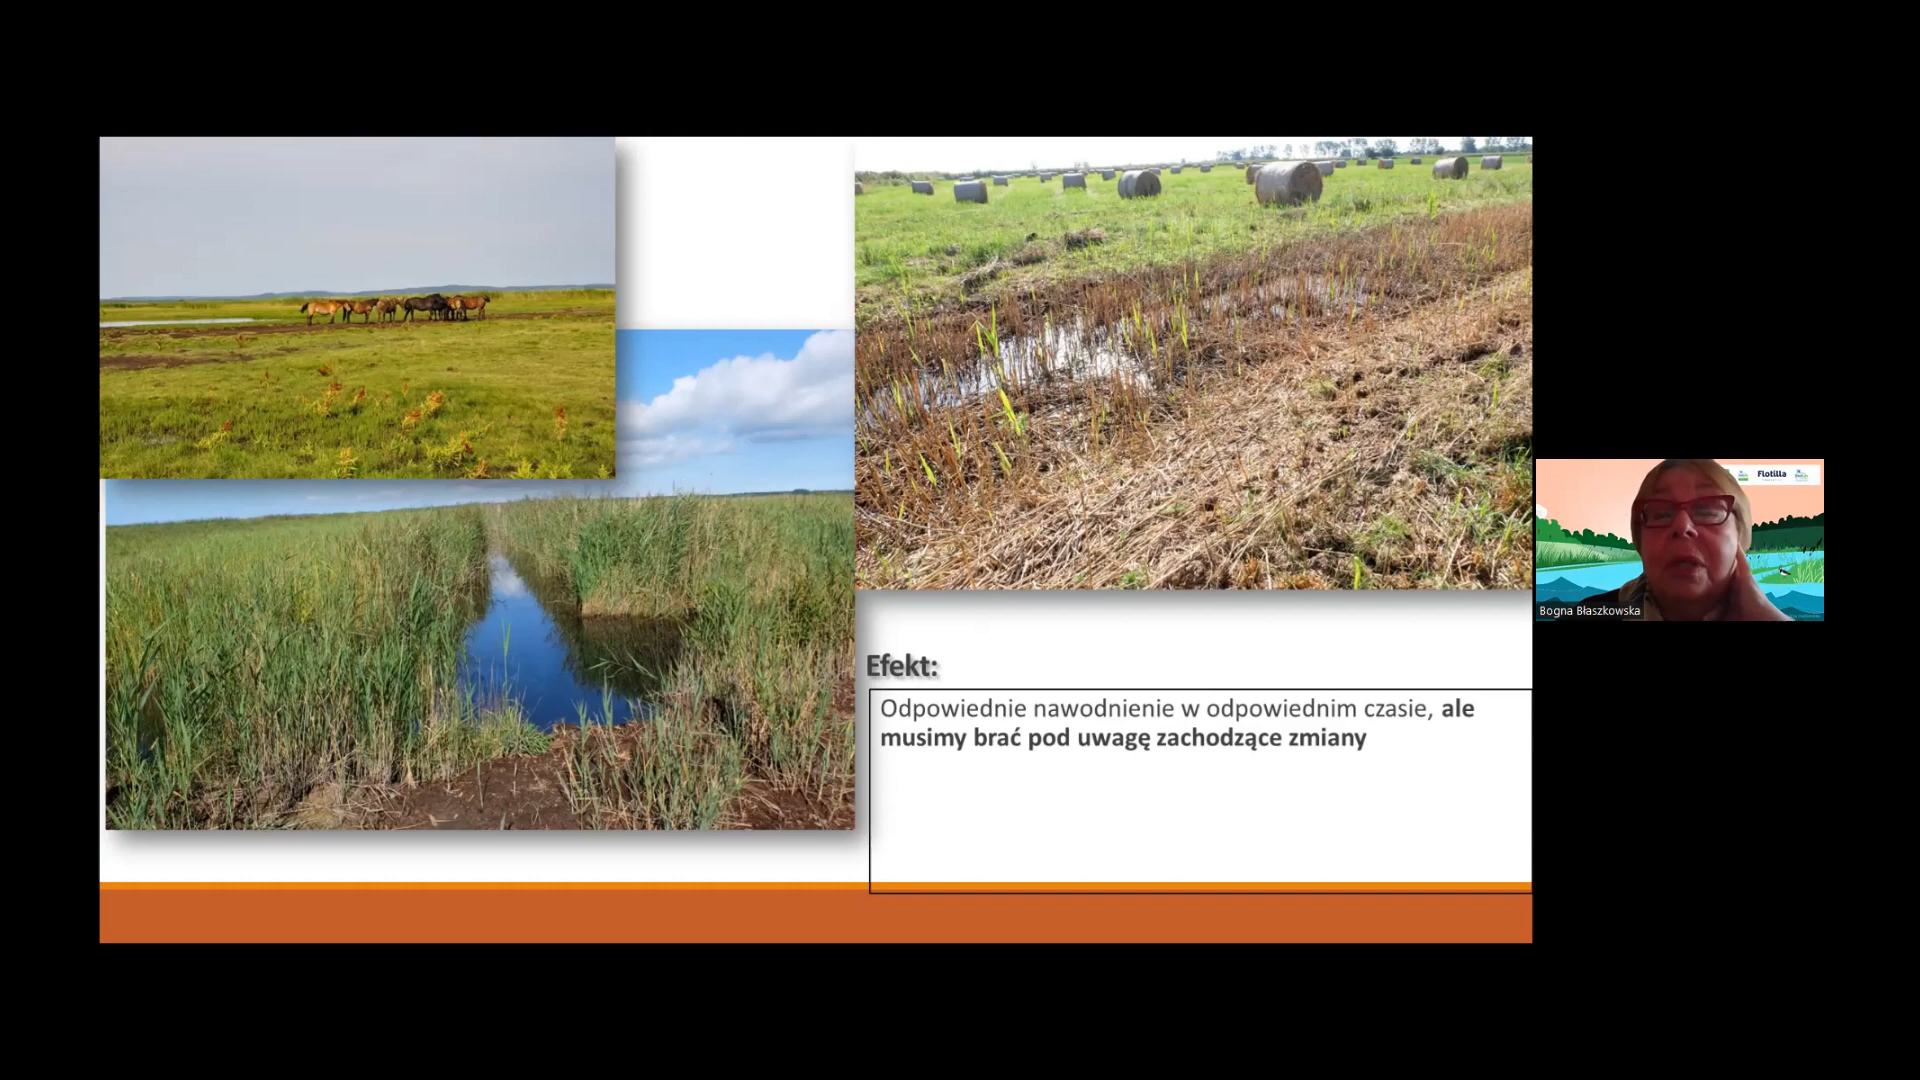 Efekt:
Odpowiednie nawodnienie w odpowiednim czasie, ale
musimy brać pod uwagę zachodzące zmiany
Flotilla
Bogna Błaszkowska